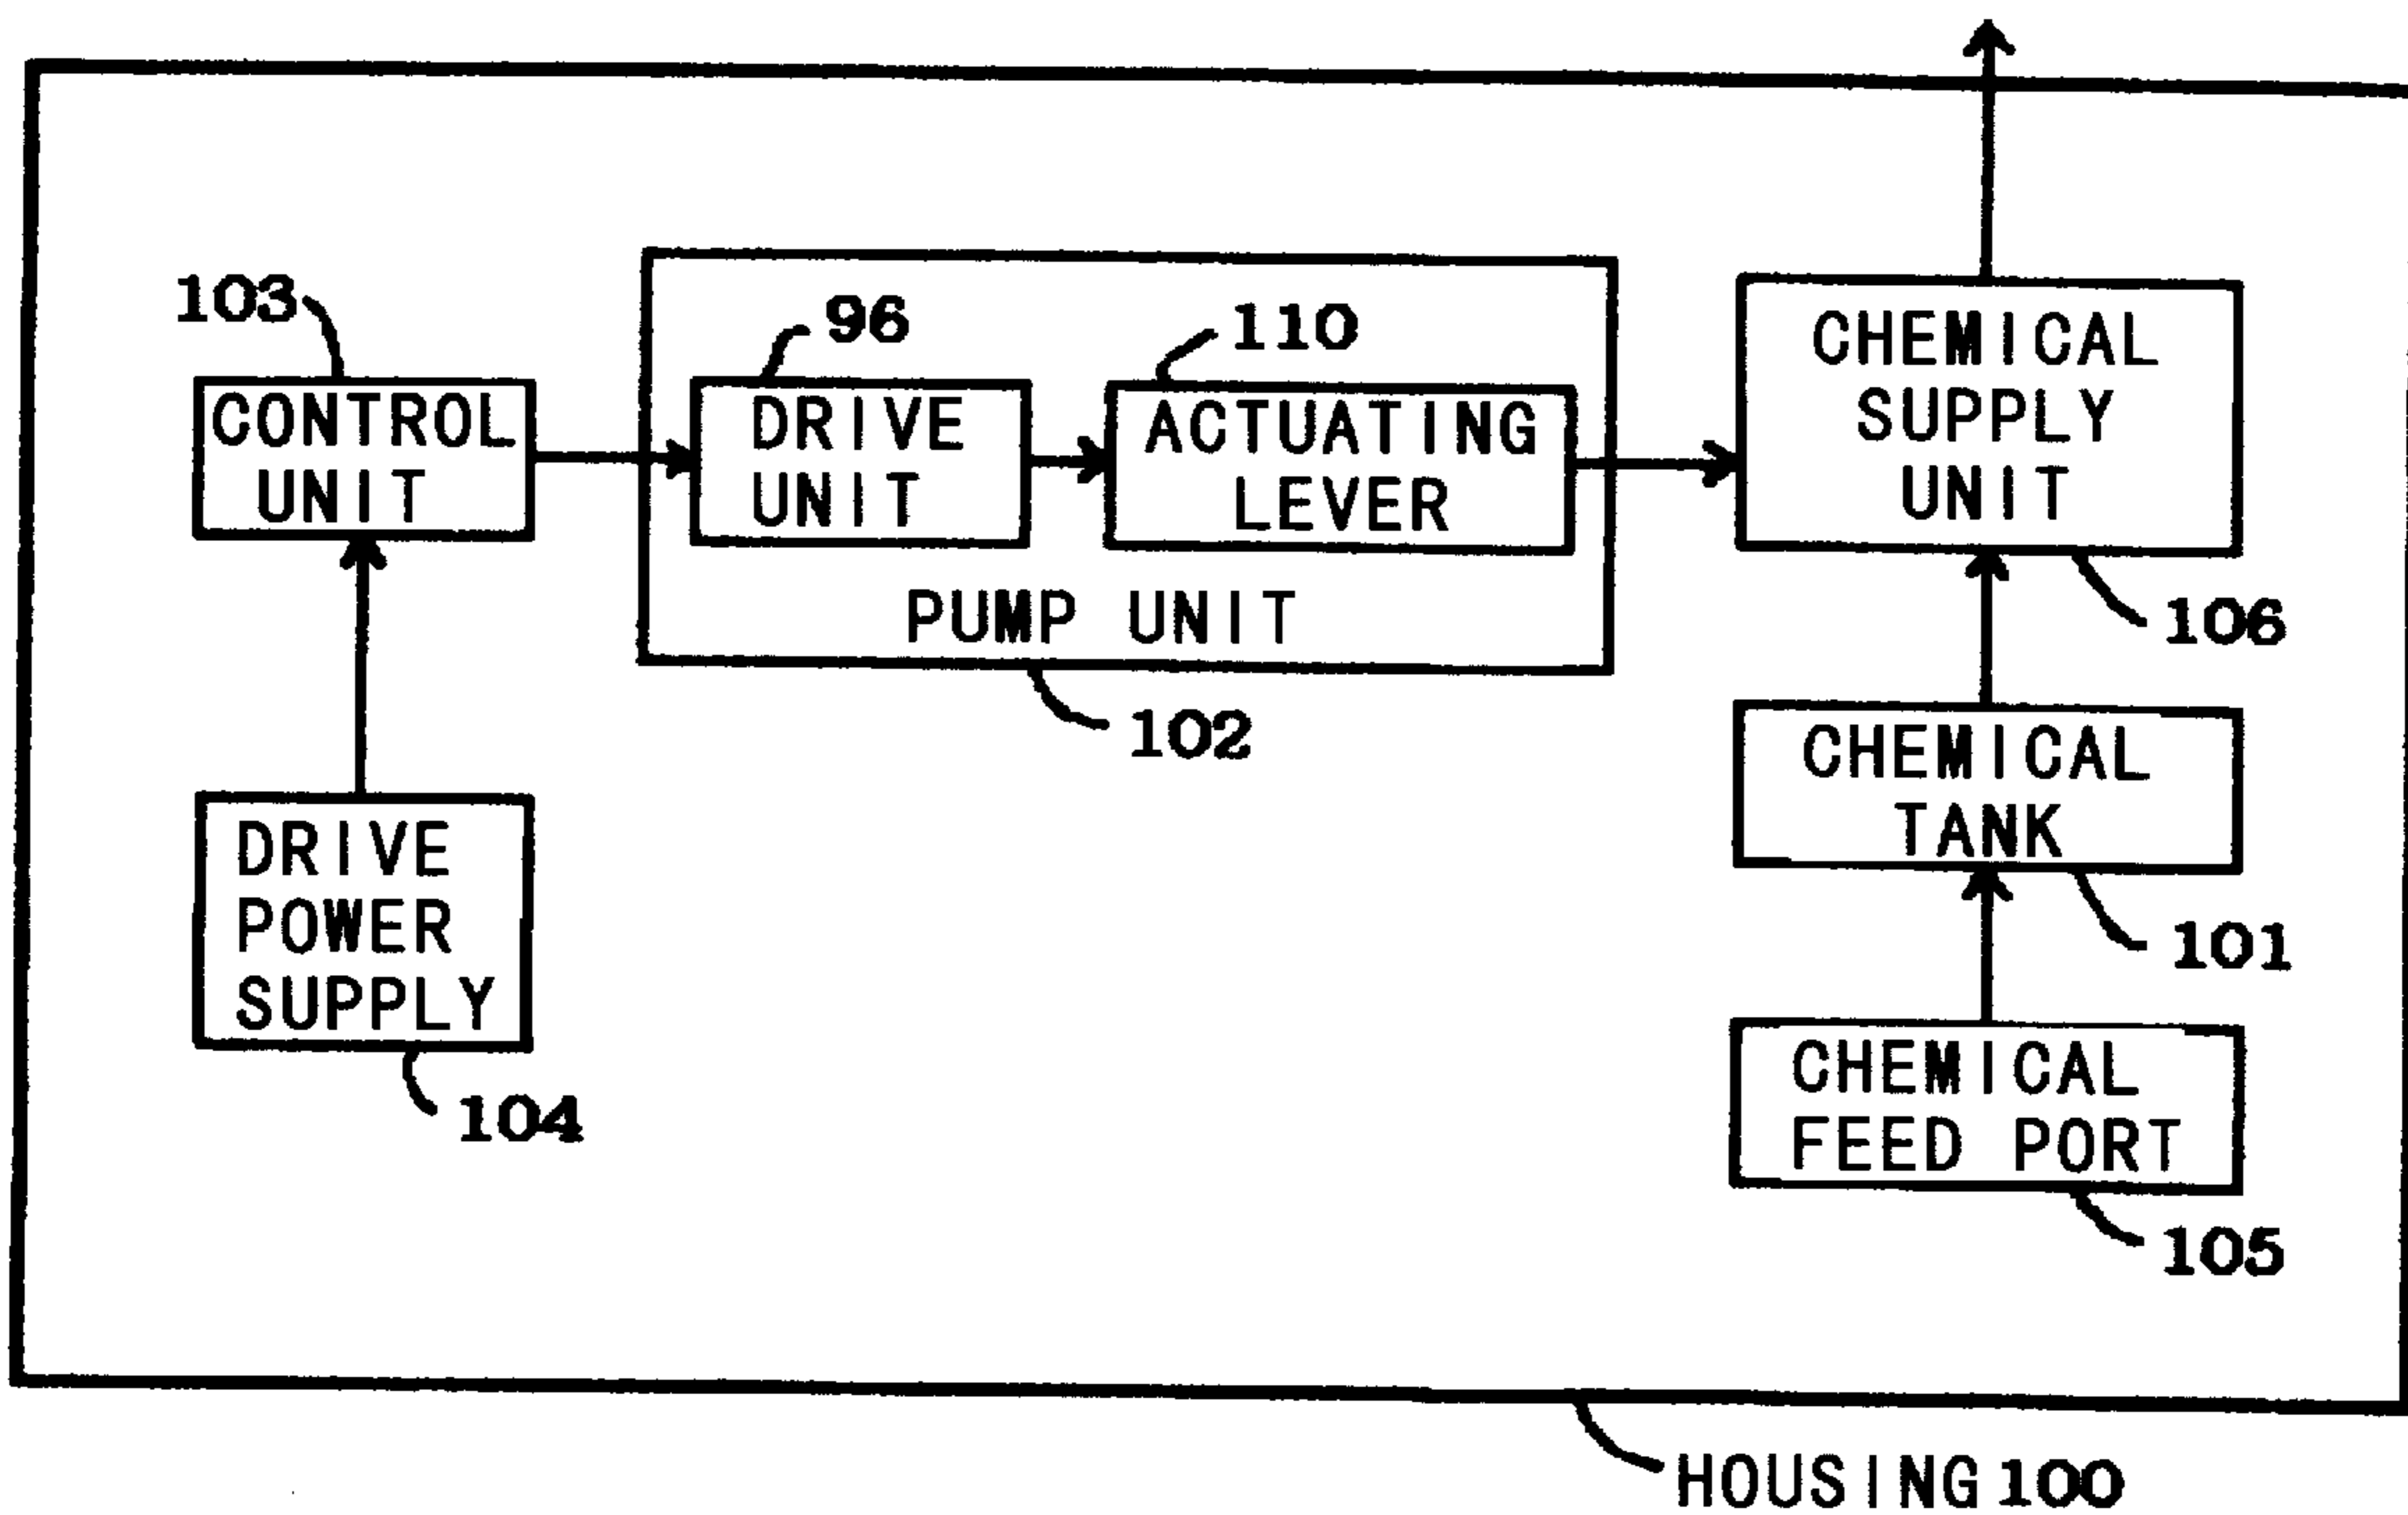 103
CONTROL
UNIT
96
DRIVE
UNIT
110
ACTUATING
LEVER
PUMP UNIT
102
CHEMICAL
SUPPLY
UNIT
106
DRIVE
POWER
SUPPLY
104
CHEMICAL
TANK
101
CHEMICAL
FEED PORT
105
HOUSING 100